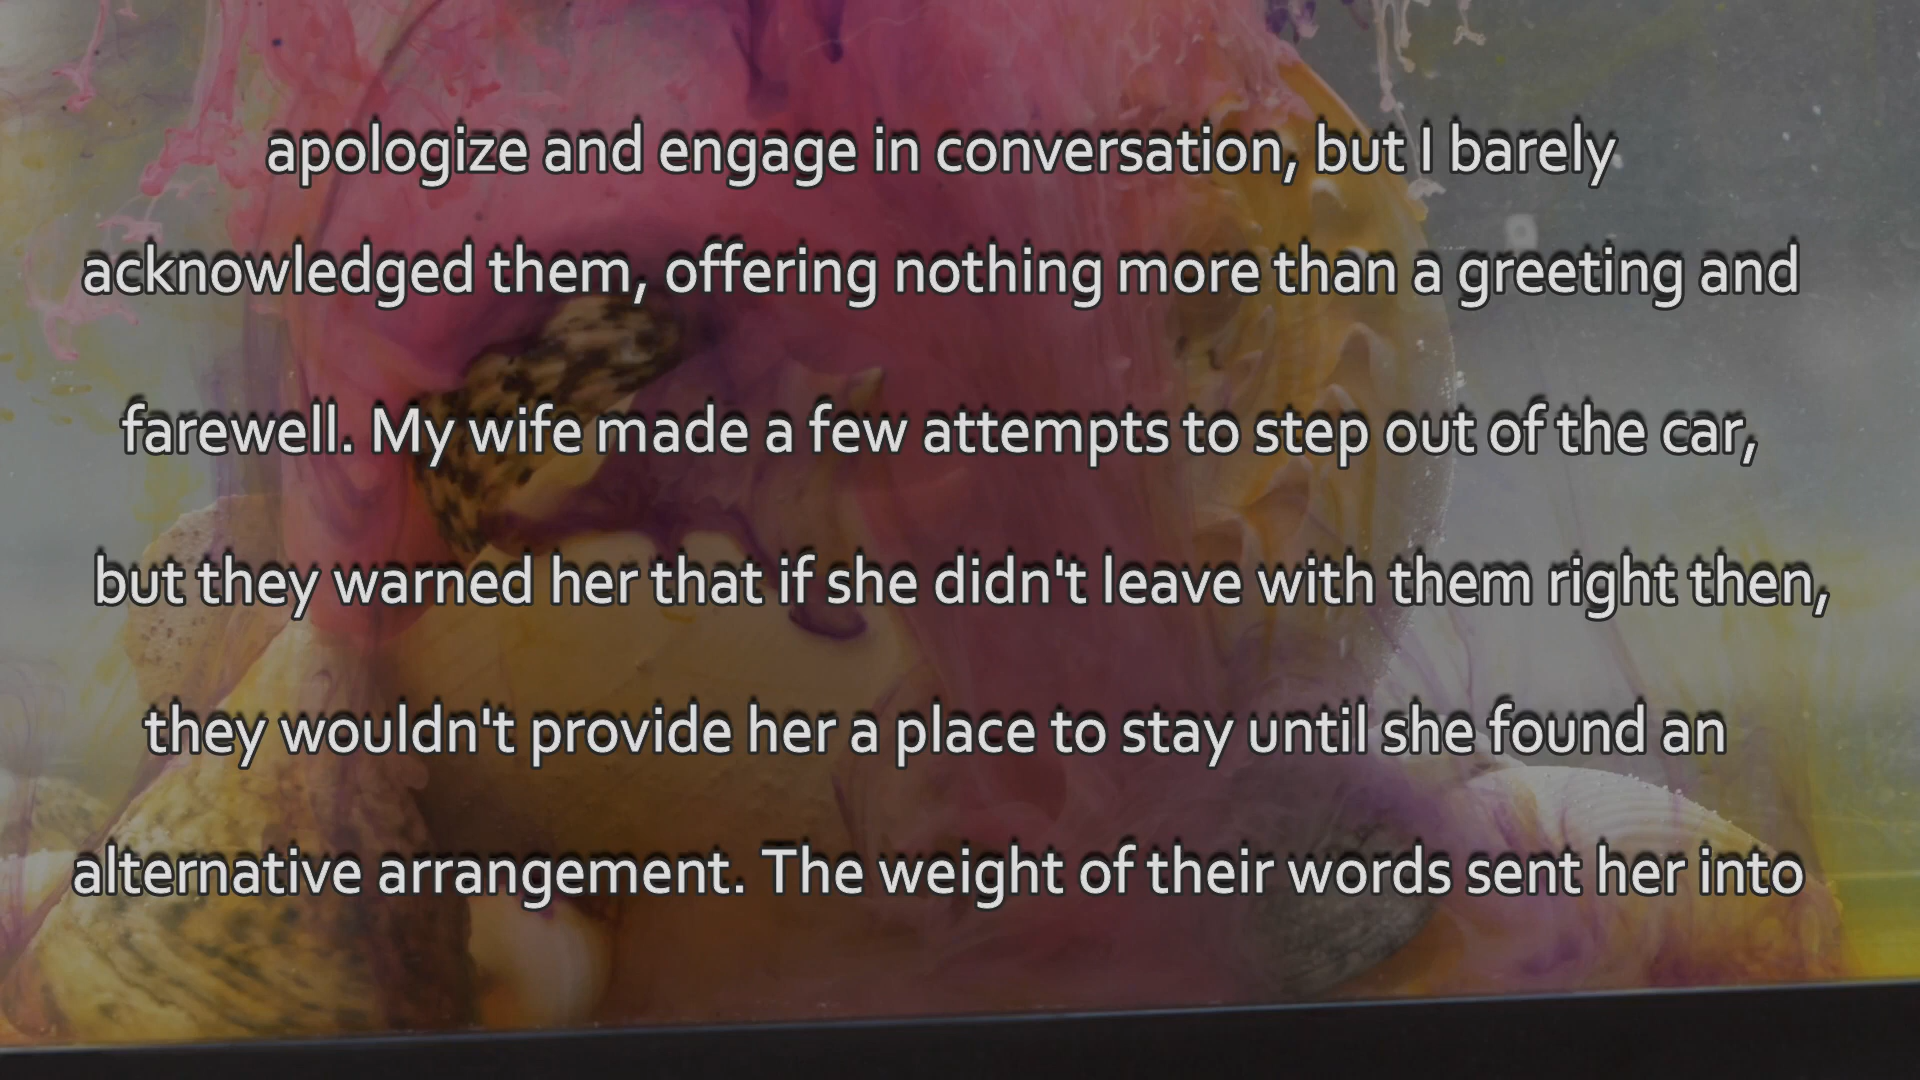 apologize and engage in conversation, but I barely
acknowledged them, offering nothing more than a greeting and
farewell. My wife made a few attempts to step out of the car,
but they warned her that if she didn't leave with them right then,
they wouldn't provide her a place to stay until she found an
alternative arrangement. The weight of their words sent her into